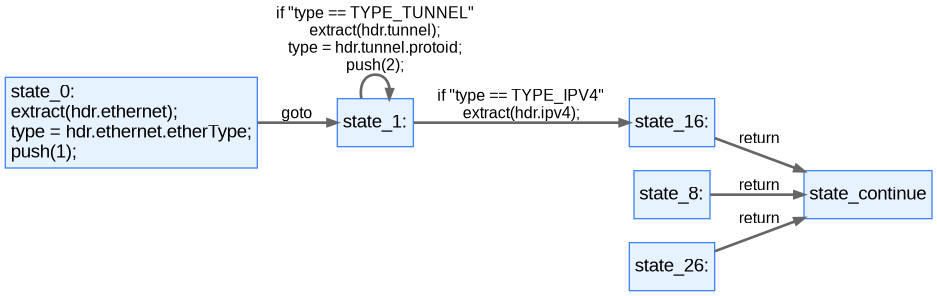 if "type == TYPE_TUNNEL"
extract(hdr.tunnel);
type = hdr.tunnel.protoid;
push(2);
state_0:
extract(hdr.ethernet);
type = hdr.ethernet.etherType;
push(1);
goto
state_1:
if "type == TYPE_IPV4"
extract(hdr.ipv4);
state_16:
return
state_8:
return
state_continue
return
state_26: